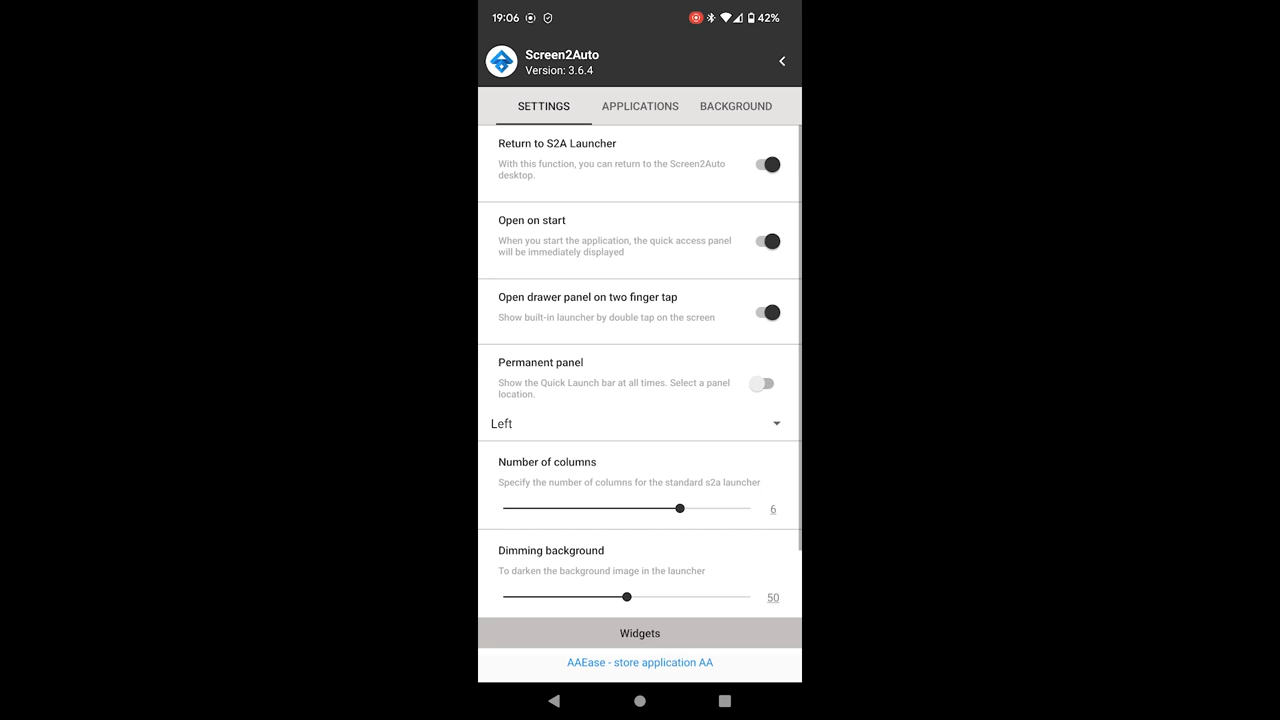 19:06
42%
Screen2Auto
Version: 3.6.4
SETTINGS
APPLICATIONS
BACKGROUND
Return to S2A Launcher
With this function, you can return to the Screen2Auto
desktop.
Open on start
When you start the application, the quick access panel
will be immediately displayed
Open drawer panel on two finger tap
Show built-in launcher by double tap on the screen
Permanent panel
Show the Quick Launch bar at all times. Select a panel
location.
Left
Number of columns
Specify the number of columns for the standard s2a launcher
6
Dimming background
To darken the background image in the launcher
50
Widgets
AAEase - store application AA